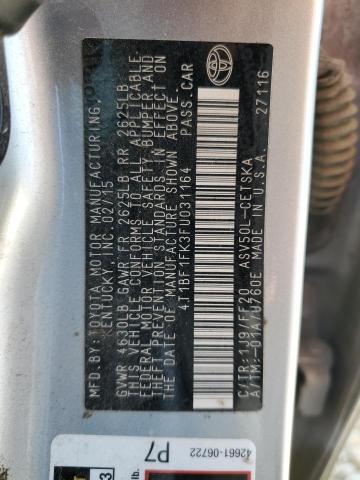 MFD.BY: TOYOTA MOTOR MANUFACTURING,
KENTUCKY, INC. 02/15
GVWR 4630LB GAWR FR 2625LB RR 2625LB
THIS VEHICLE CONFORMS TO ALL APPLICABLE
FEDERAL MOTOR VEHICLE SAFETY, BUMPER AND
THEFT PREVENTION STANDARDS IN EFFECT ON
THE DATE OF MANUFACTURE SHOWN ABOVE.
4T1BF1FK3FU031164 PASS. CAR
C/TR:1J9/FF20 ASV50L-CETSKA
A/TM:-01A/U760E MADE IN U.S.A.
27116
42661-06722
P7
lb.
3